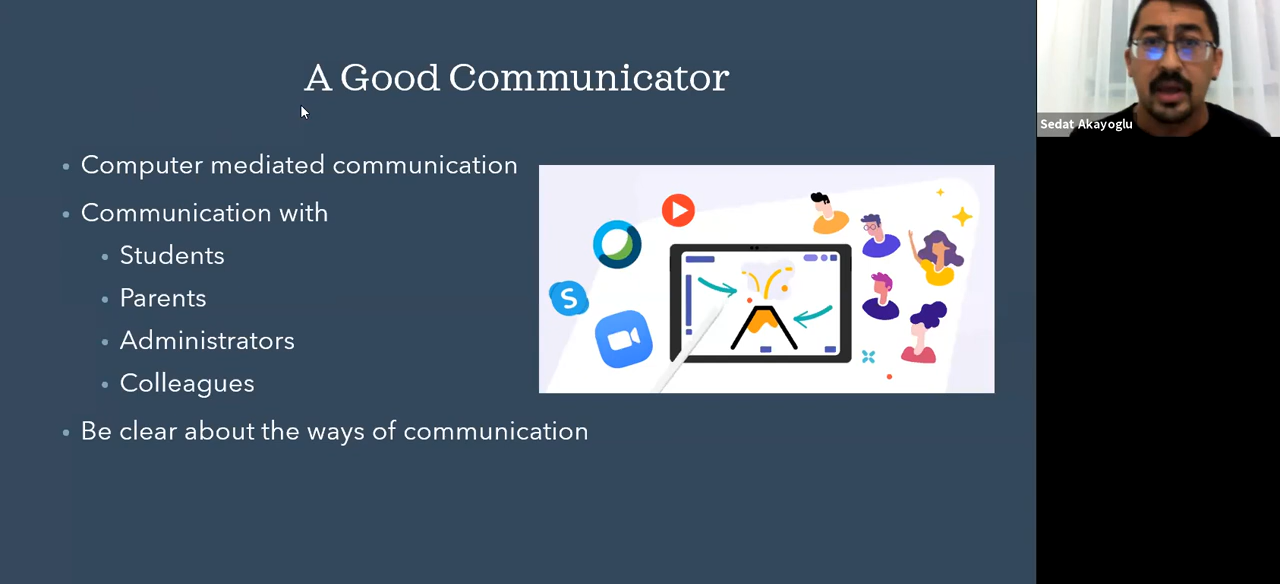 A Good Communicator
Sedat Akayoglu
Computer mediated communication
Communication with
Students
Parents
Administrators
Colleagues
Be clear about the ways of communication
S